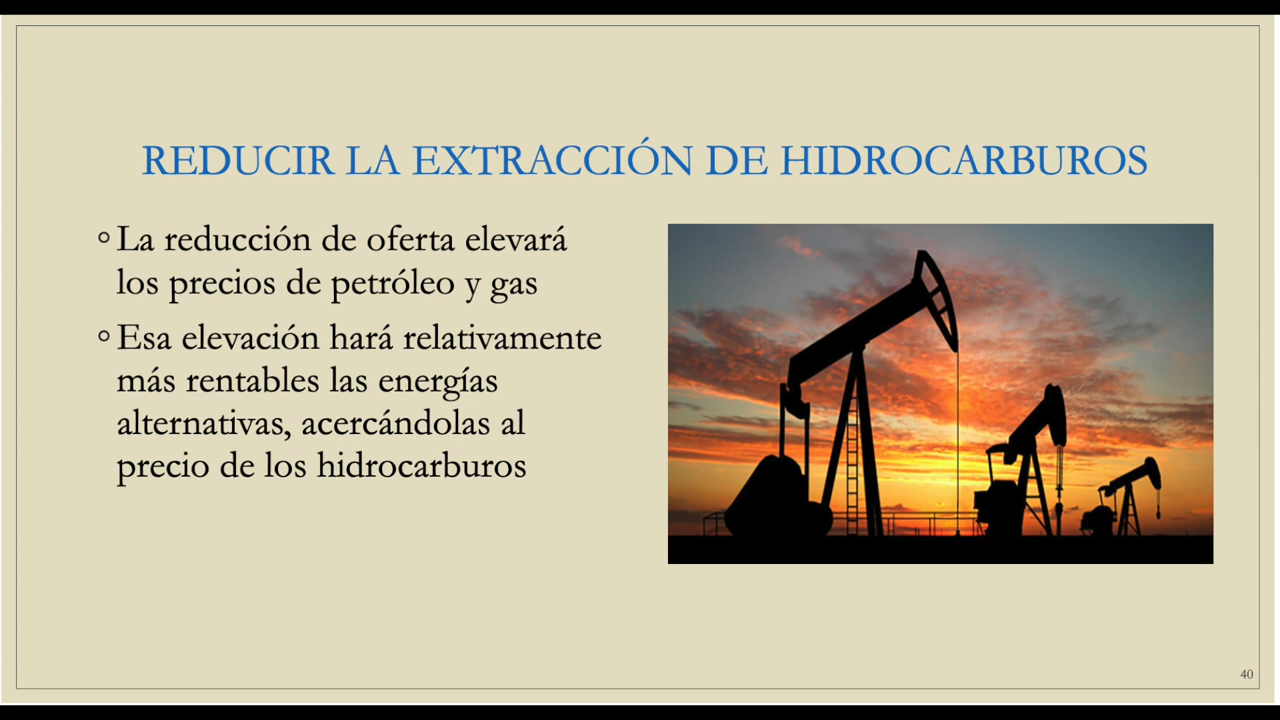 REDUCIR LA EXTRACCIÓN DE HIDROCARBUROS
◦ La reducción de oferta elevará
los precios de petróleo y gas
◦ Esa elevación hará relativamente
más rentables las energías
alternativas, acercándolas al
precio de los hidrocarburos
40